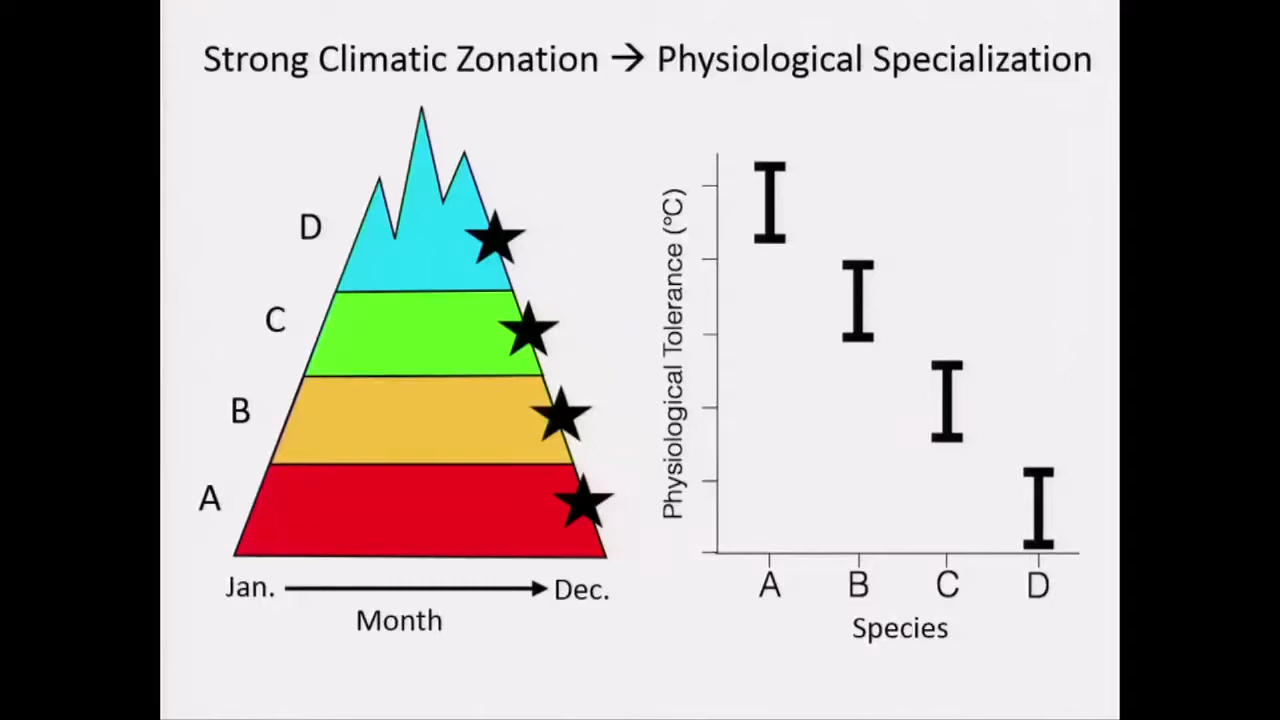 Strong Climatic Zonation → Physiological Specialization
D
C
B
A
Jan.
Dec.
Month
Physiological Tolerance (°C)
A
B
C
D
Species